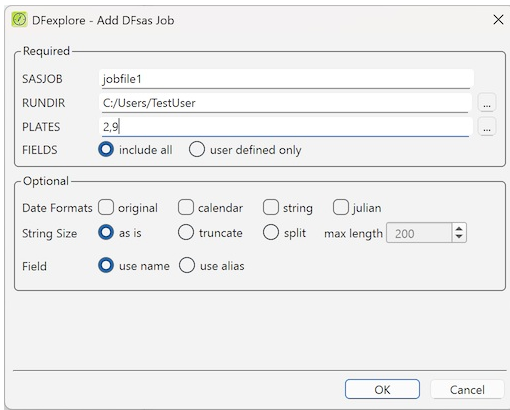 DFexplore - Add DFsas Job
Required
SASJOB jobfile1
RUNDIR C:/Users/TestUser ...
PLATES 2,9 ...
FIELDS include all user defined only
Optional
Date Formats original calendar string julian
String Size as is truncate split max length 200
Field use name use alias
OK Cancel